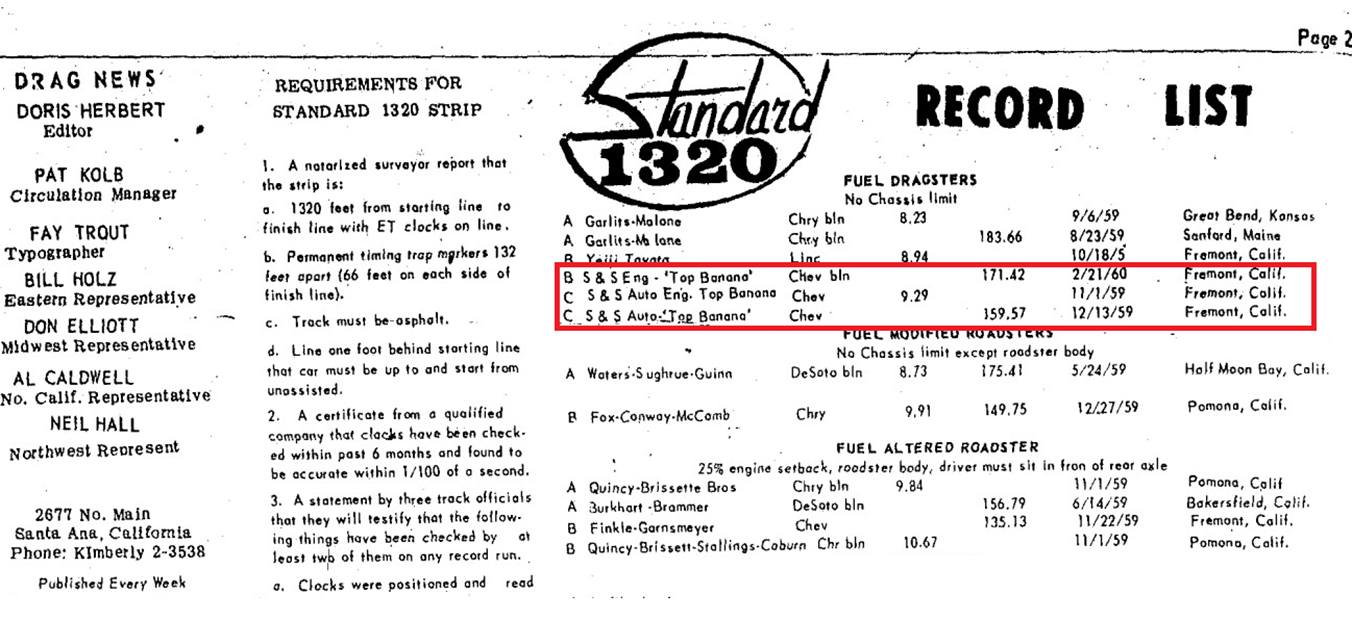 Page 2
DRAG NEWS
DORIS HERBERT
Editor
PAT KOLB
Circulation Manager
FAY TROUT
Typographer
BILL HOLZ
Eastern Representative
DON ELLIOTT
Midwest Representative
AL CALDWELL
No. Calif. Representative
NEIL HALL
Northwest Represent
2677 No. Main
Santa Ana, California
Phone: KImberly 2-3538
Published Every Week
REQUIREMENTS FOR
STANDARD 1320 STRIP
1. A notarized surveyor report that
the strip is:
a. 1320 feet from starting line to
finish line with ET clocks on line.
b. Permanent timing trap markers 132
feet apart (66 feet on each side of
finish line).
c. Track must be asphalt.
d. Line one foot behind starting line
that car must be up to and start from
unassisted.
2. A certificate from a qualified
company that clocks have been check-
ed within past 6 months and found to
be accurate within 1/100 of a second.
3. A statement by three track officials
that they will testify that the follow-
ing things have been checked by at
least two of them on any record run.
a. Clocks were positioned and read
Standard
1320
RECORD LIST
FUEL DRAGSTERS
No Chassis limit
A Garlits-Malone Chry bln 8.23 9/6/59 Great Bend, Kansas
A Garlits-Malone Chry bln 183.66 8/23/59 Sanford, Maine
B Linc 8.94 10/18/5 Fremont, Calif.
B S & S Eng - 'Top Banana' Chev bln 171.42 2/21/60 Fremont, Calif.
C S & S Auto Eng. Top Banana Chev 9.29 11/1/59 Fremont, Calif.
C S & S Auto-'Top Banana' Chev 159.57 12/13/59 Fremont, Calif.
FUEL MODIFIED ROADSTERS
No Chassis limit except roadster body
A Waters-Sughrue-Guinn DeSoto bln 8.73 175.41 5/24/59 Half Moon Bay, Calif.
B Fox-Conway-McComb Chry 9.91 149.75 12/27/59 Pomona, Calif.
FUEL ALTERED ROADSTER
25% engine setback, roadster body, driver must sit in fron of rear axle
A Quincy-Brissette Bros Chry bln 9.84 11/1/59 Pomona, Calif
A Burkhart-Brammer DeSoto bln 156.79 6/14/59 Bakersfield, Calif.
B Finkle-Garnsmeyer Chev 135.13 11/22/59 Fremont, Calif.
B Quincy-Brissett-Stallings-Coburn Chr bln 10.67 11/1/59 Pomona, Calif.